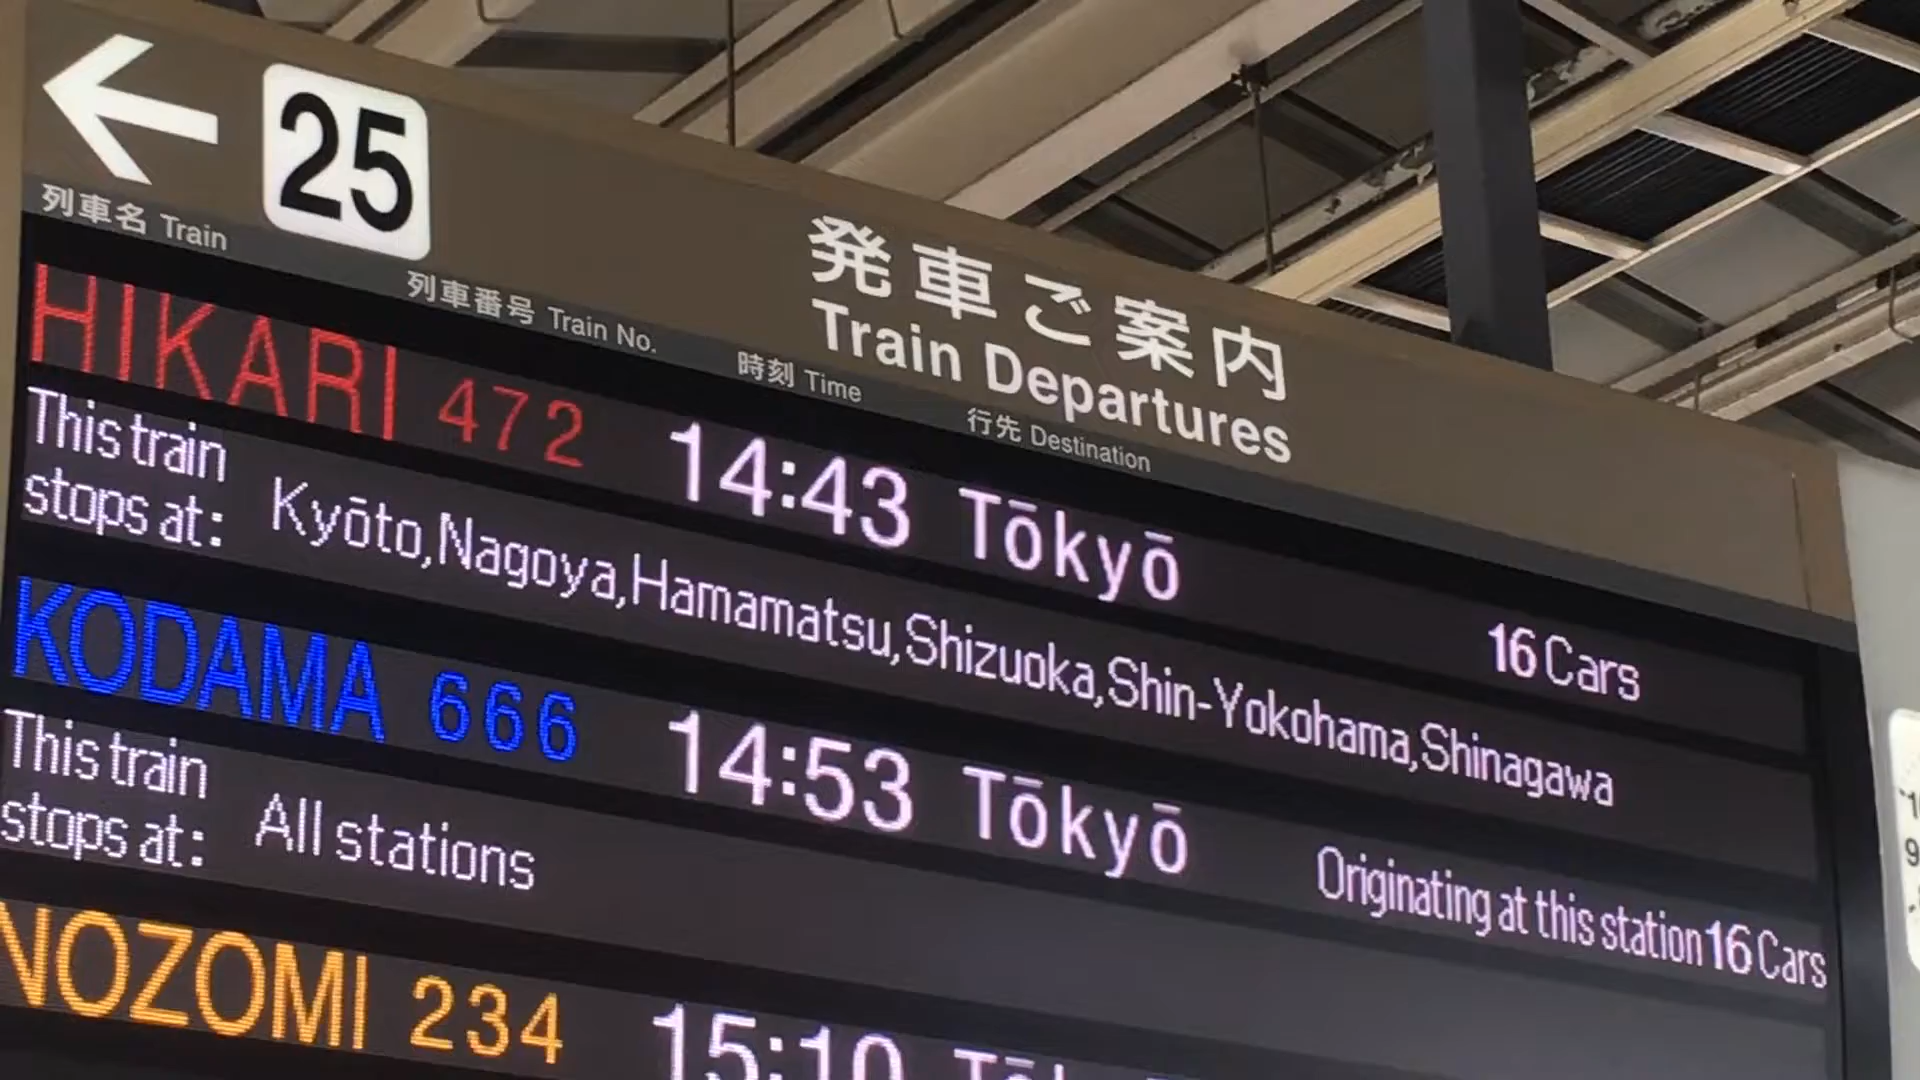 25
発車ご案内
Train Departures
列車名 Train 列車番号 Train No. 時刻 Time 行先 Destination
HIKARI 472 14:43 Tōkyō 16 Cars
This train stops at: Kyōto,Nagoya,Hamamatsu,Shizuoka,Shin-Yokohama,Shinagawa
KODAMA 666 14:53 Tōkyō Originating at this station 16 Cars
This train stops at: All stations
NOZOMI 234 15:10